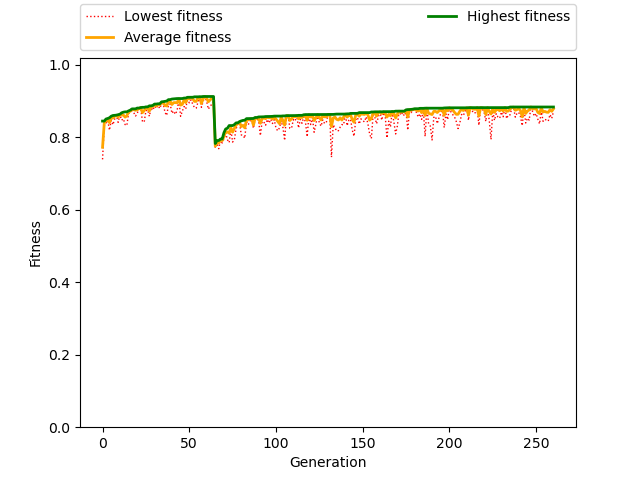 Lowest fitness
Average fitness
Highest fitness
1.0
0.8
0.6
0.4
0.2
0.0
Fitness
0 50 100 150 200 250
Generation